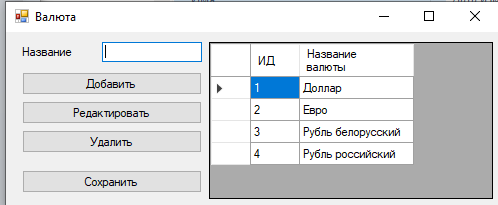 Валюта
Название
Добавить
Редактировать
Удалить
Сохранить
ИД Название
валюты
1 Доллар
2 Евро
3 Рубль белорусский
4 Рубль российский